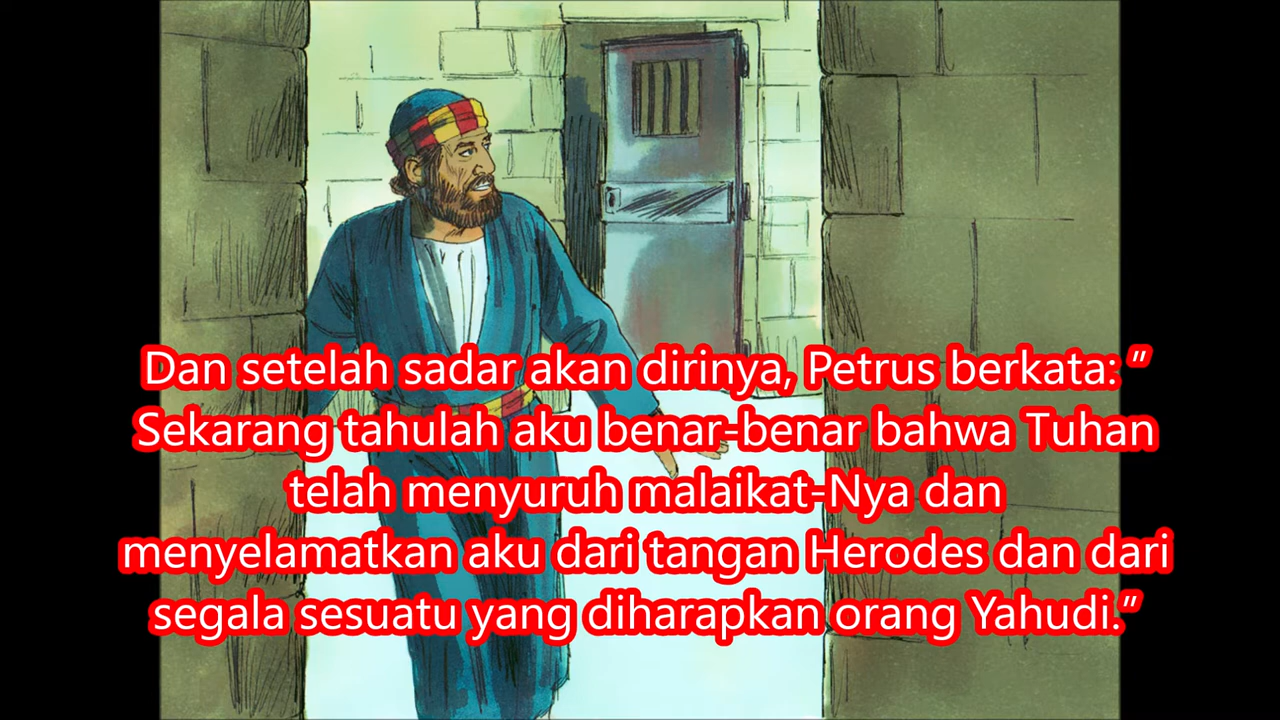 Dan setelah sadar akan dirinya, Petrus berkata: ”
Sekarang tahulah aku benar-benar bahwa Tuhan
telah menyuruh malaikat-Nya dan
menyelamatkan aku dari tangan Herodes dan dari
segala sesuatu yang diharapkan orang Yahudi.”